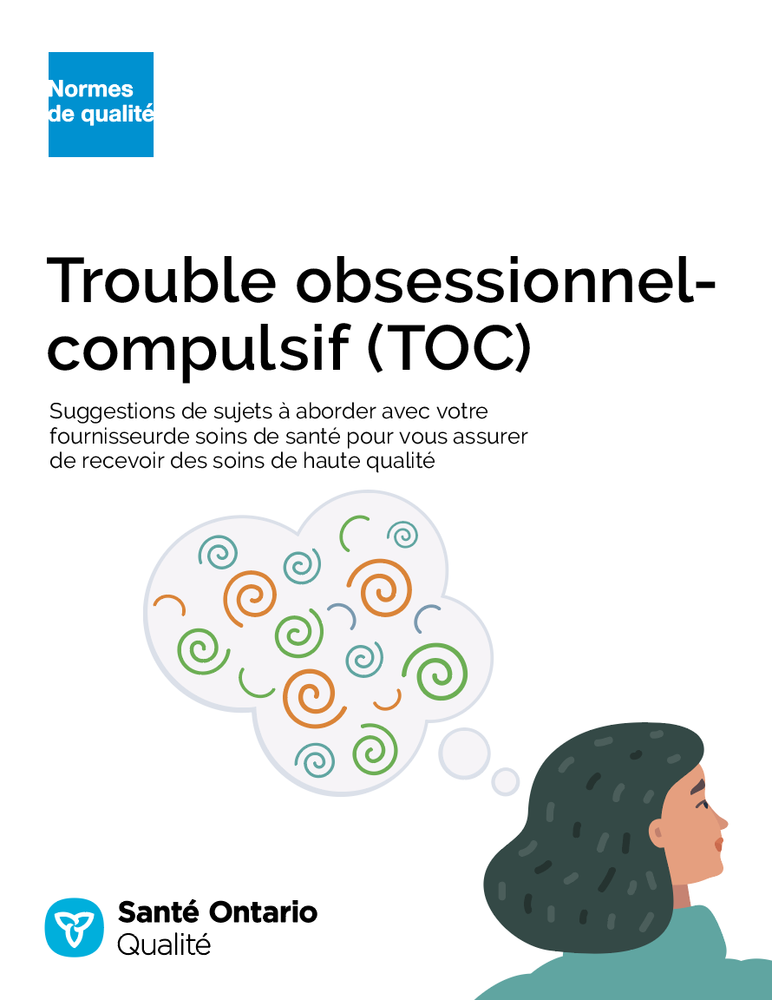 Normes
de qualité
Trouble obsessionnel-
compulsif (TOC)
Suggestions de sujets à aborder avec votre
fournisseurde soins de santé pour vous assurer
de recevoir des soins de haute qualité
Santé Ontario
Qualité